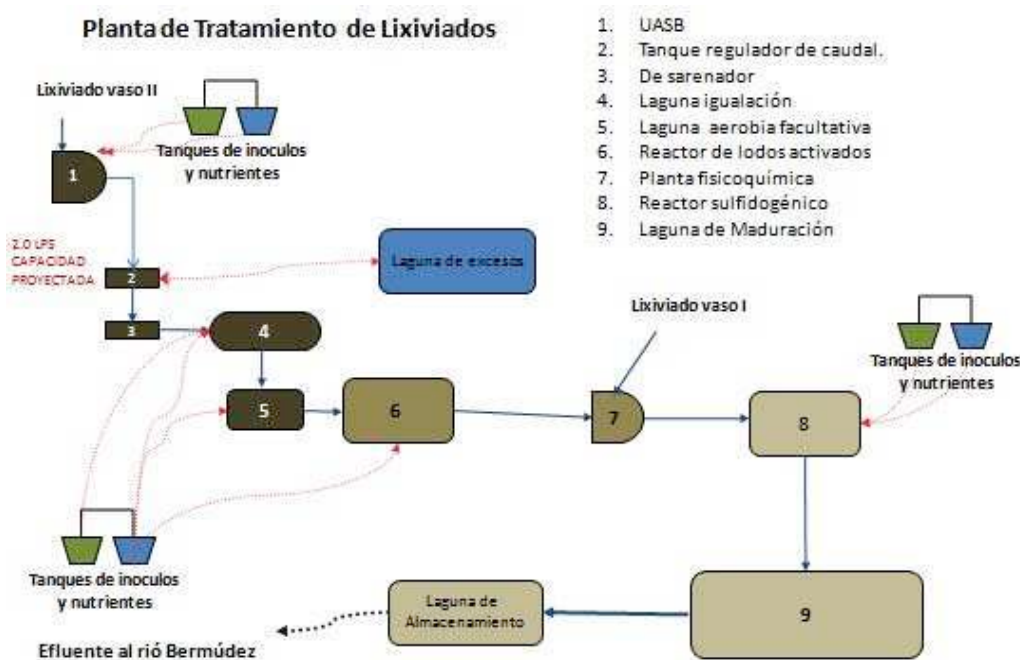 Planta de Tratamiento de Lixiviados
1. UASB
2. Tanque regulador de caudal.
3. De sarenador
4. Laguna igualación
5. Laguna aerobia facultativa
6. Reactor de lodos activados
7. Planta fisicoquímica
8. Reactor sulfidogénico
9. Laguna de Maduración
Lixiviado vaso II
Tanques de inoculos
y nutrientes
1
2.0 LPS
CAPACIDAD
PROYECTADA
2
Laguna de excesos
3
4
Lixiviado vaso I
Tanques de inoculos
y nutrientes
5
6
7
8
Tanques de inoculos
y nutrientes
Laguna de
Almacenamiento
9
Efluente al rió Bermúdez